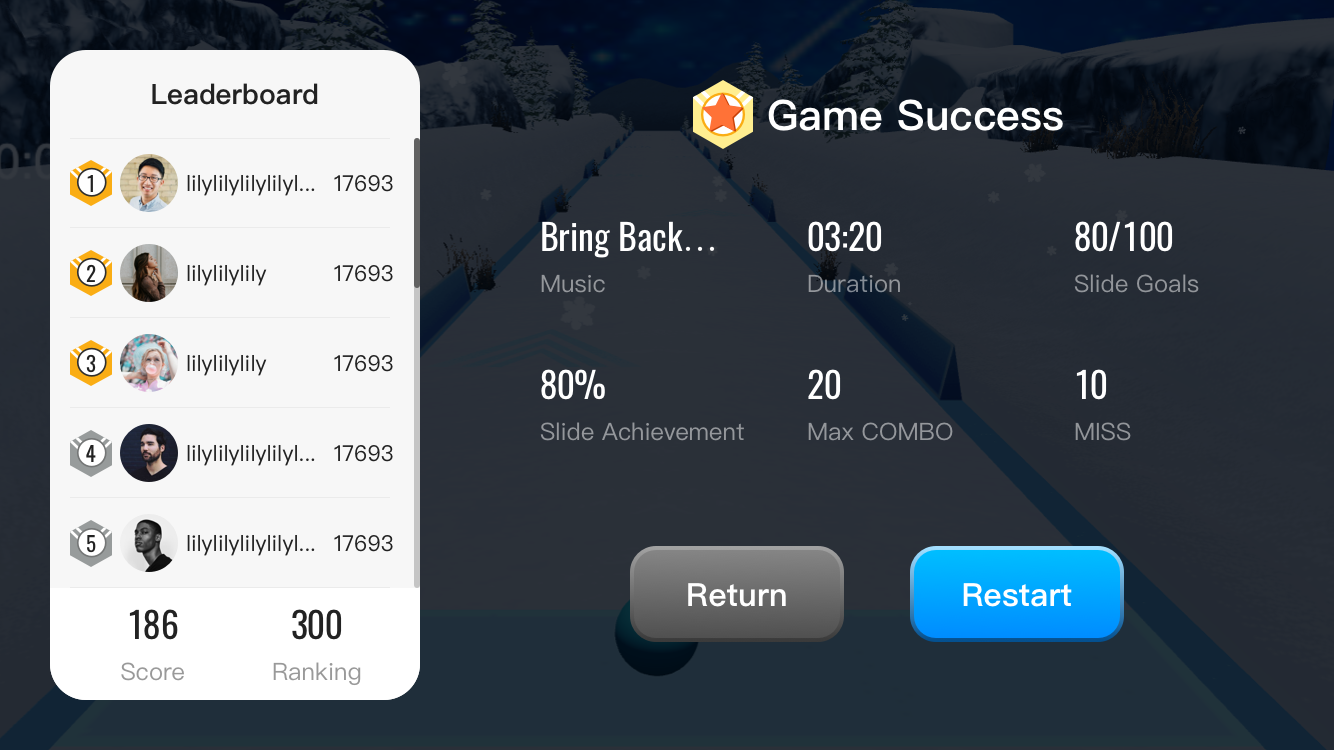 Leaderboard
1 lilylilylilylilyl... 17693
2 lilylilylily 17693
3 lilylilylily 17693
4 lilylilylilylilyl... 17693
5 lilylilylilylilyl... 17693
186 300
Score Ranking
Game Success
Bring Back... 03:20 80/100
Music Duration Slide Goals
80% 20 10
Slide Achievement Max COMBO MISS
Return Restart